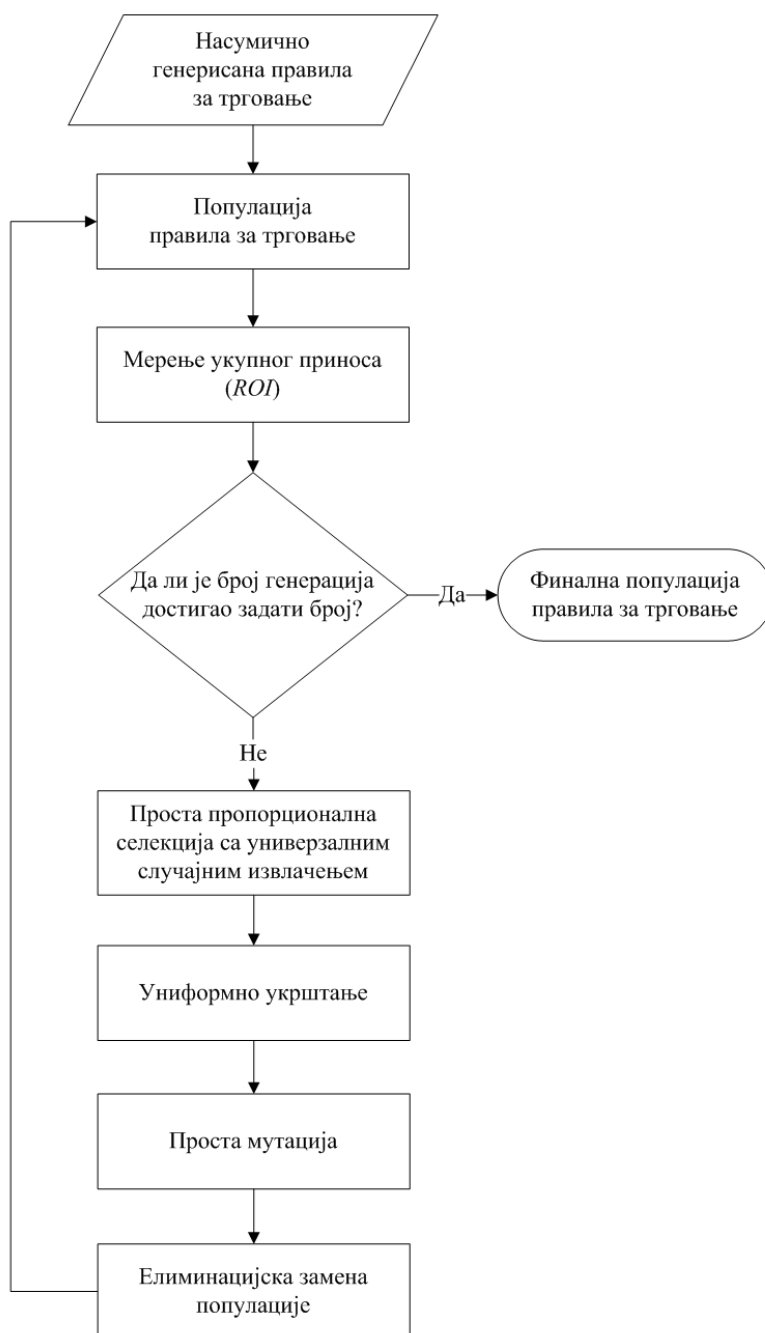 Насумично
генерисана правила
за трговање
Популација
правила за трговање
Мерење укупног приноса
(ROI)
Да ли је број генерација
достигао задати број?
Да
Финална популација
правила за трговање
Не
Проста пропорционална
селекција са универзалним
случајним извлачењем
Униформно укрштање
Проста мутација
Елиминацијска замена
популације